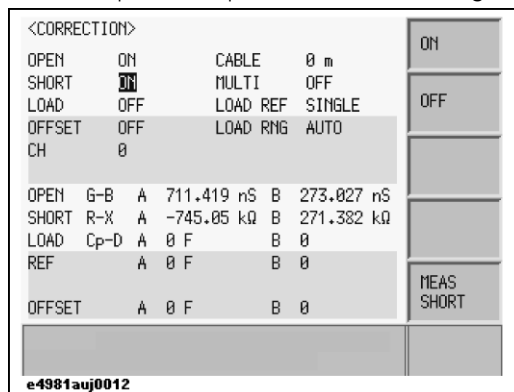 <CORRECTION>
OPEN ON CABLE 0 m
SHORT ON MULTI OFF
LOAD OFF LOAD REF SINGLE
OFFSET OFF LOAD RNG AUTO
CH 0
OPEN G-B A 711.419 nS B 273.027 nS
SHORT R-X A -745.05 kΩ B 271.382 kΩ
LOAD Cp-D A 0 F B 0
REF A 0 F B 0
OFFSET A 0 F B 0
ON
OFF
MEAS
SHORT
e4981auj0012